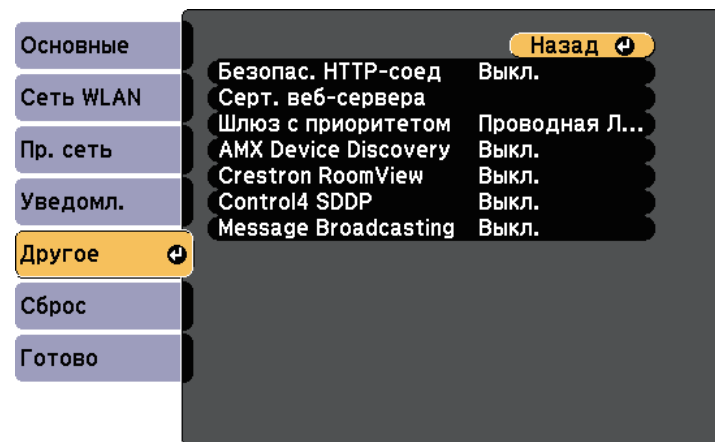 Основные
Сеть WLAN
Пр. сеть
Уведомл.
Другое
Сброс
Готово
Назад
Безопас. HTTP-соед Выкл.
Серт. веб-сервера
Шлюз с приоритетом Проводная Л...
AMX Device Discovery Выкл.
Crestron RoomView Выкл.
Control4 SDDP Выкл.
Message Broadcasting Выкл.